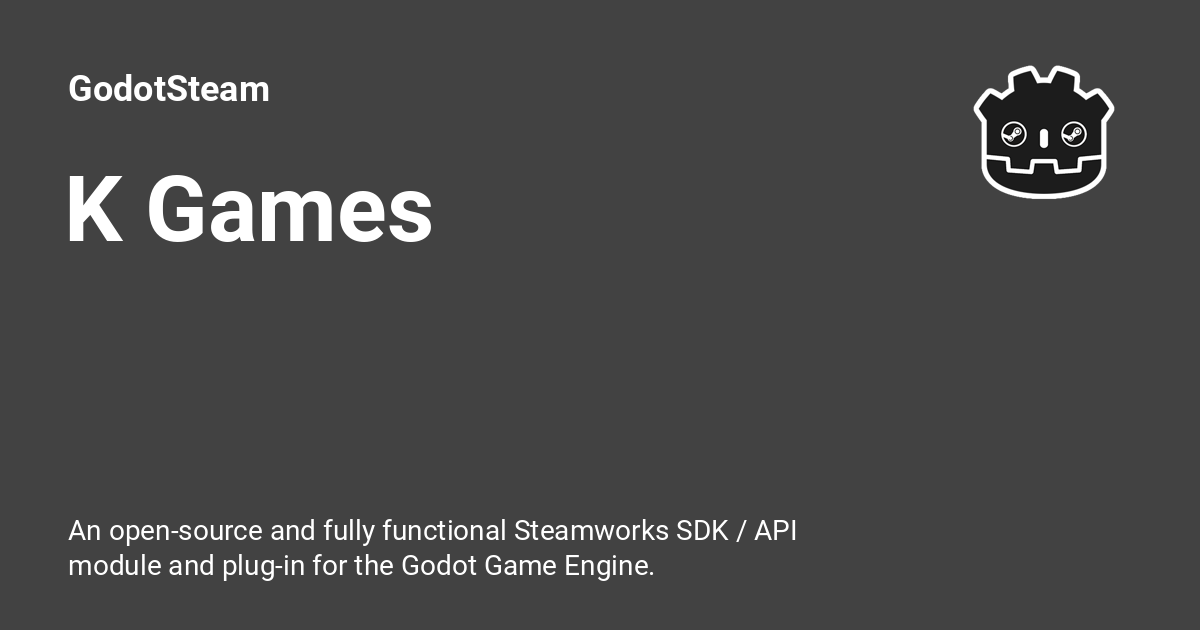 GodotSteam
K Games
An open-source and fully functional Steamworks SDK / API
module and plug-in for the Godot Game Engine.